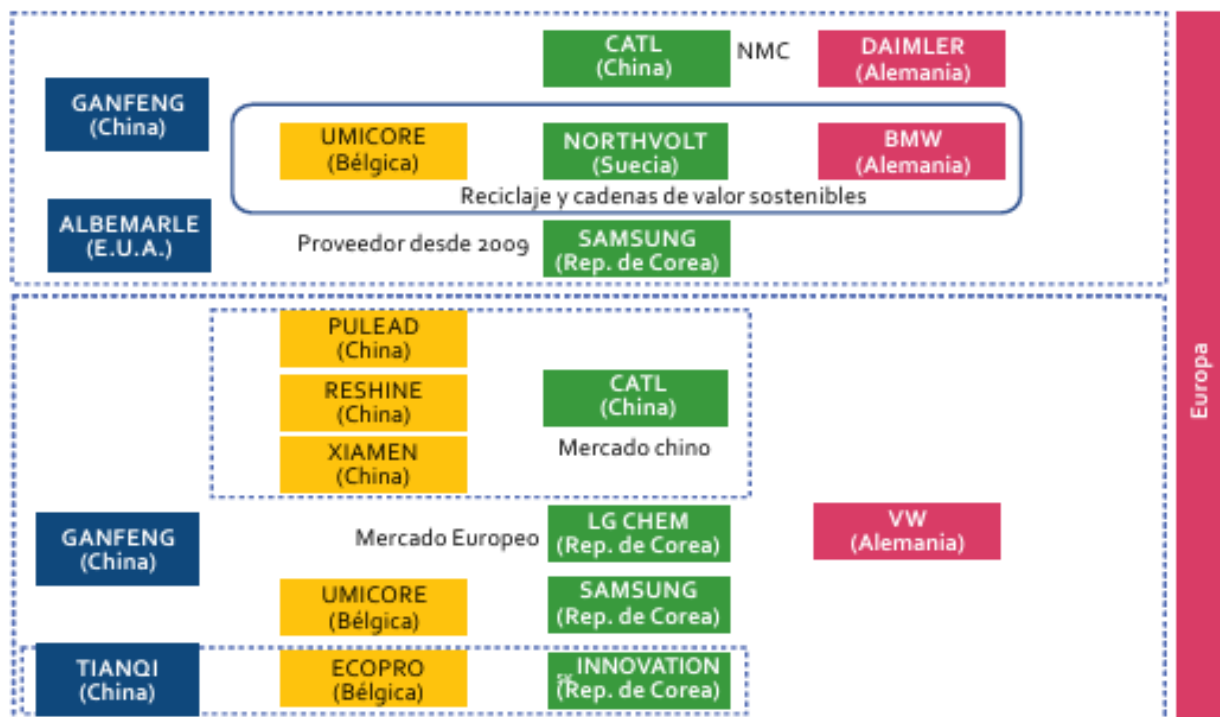 CATL
(China)
NMC
DAIMLER
(Alemania)
GANFENG
(China)
UMICORE
(Bélgica)
NORTHVOLT
(Suecia)
BMW
(Alemania)
Reciclaje y cadenas de valor sostenibles
ALBEMARLE
(E.U.A.)
Proveedor desde 2009
SAMSUNG
(Rep. de Corea)
PULEAD
(China)
RESHINE
(China)
CATL
(China)
XIAMEN
(China)
Mercado chino
GANFENG
(China)
Mercado Europeo
LG CHEM
(Rep. de Corea)
VW
(Alemania)
UMICORE
(Bélgica)
SAMSUNG
(Rep. de Corea)
TIANQI
(China)
ECOPRO
(Bélgica)
SK INNOVATION
(Rep. de Corea)
Europa